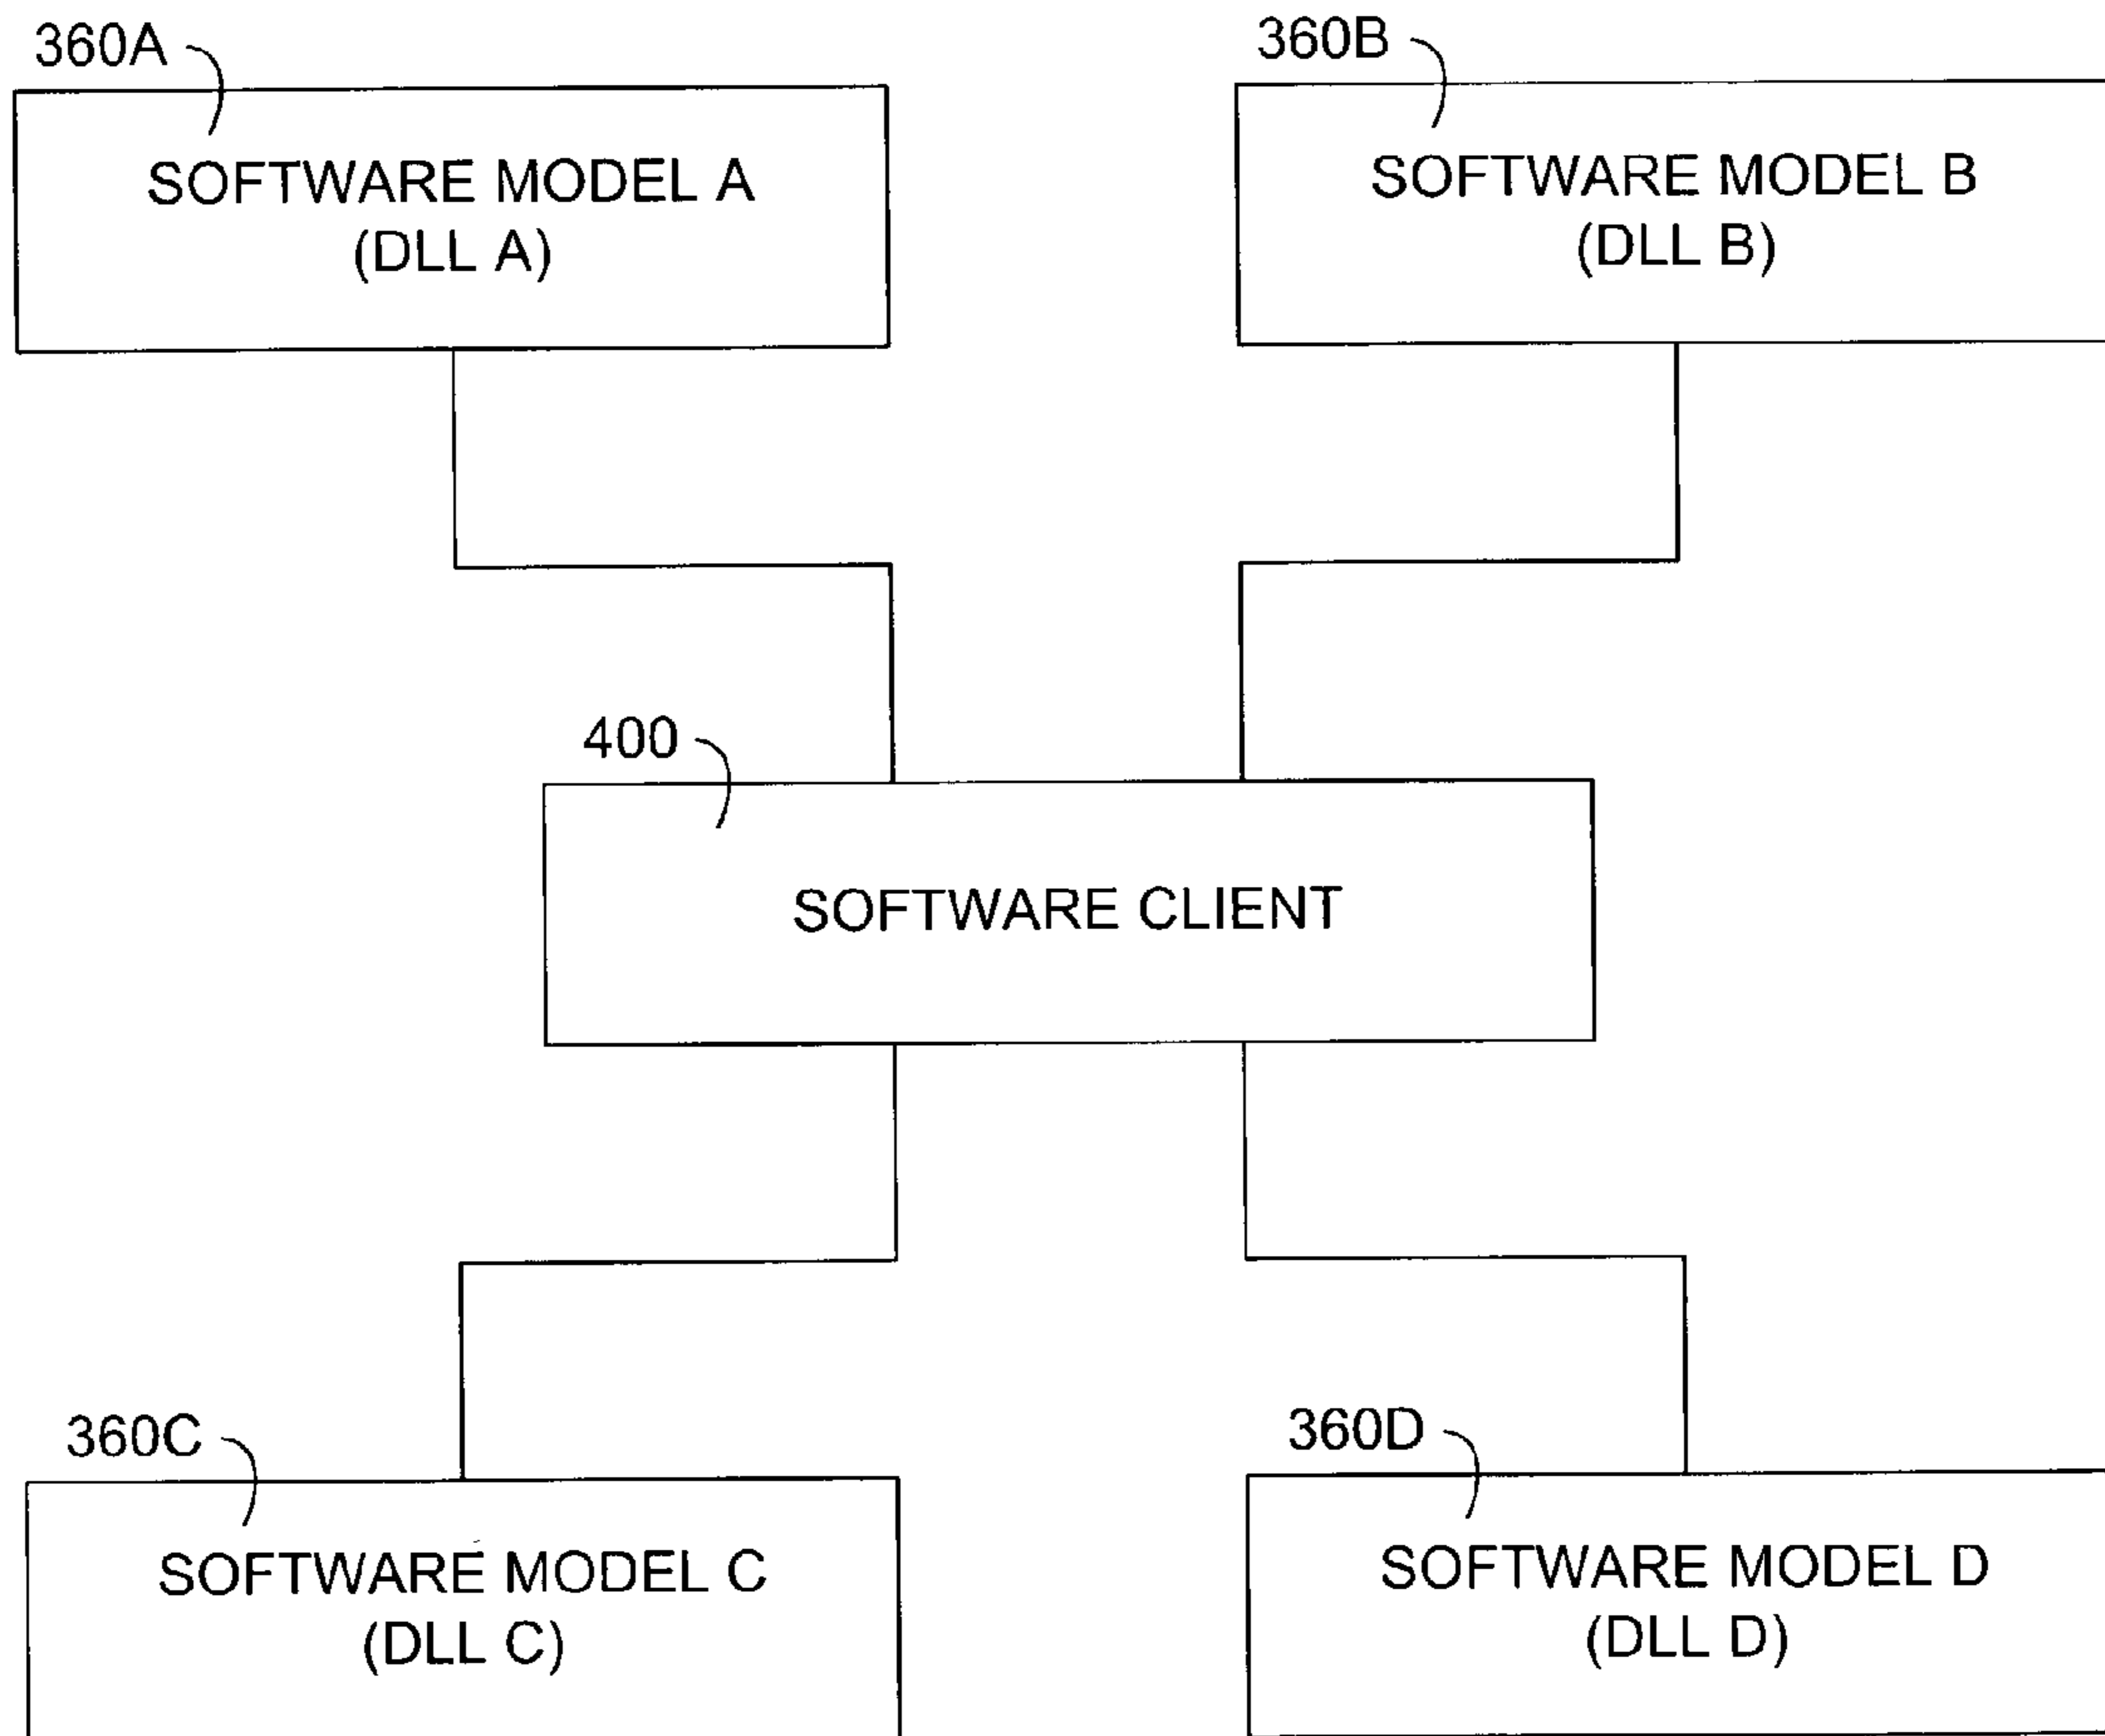 360A
360B
SOFTWARE MODEL A
(DLL A)
SOFTWARE MODEL B
(DLL B)
400
SOFTWARE CLIENT
360C
360D
SOFTWARE MODEL C
(DLL C)
SOFTWARE MODEL D
(DLL D)